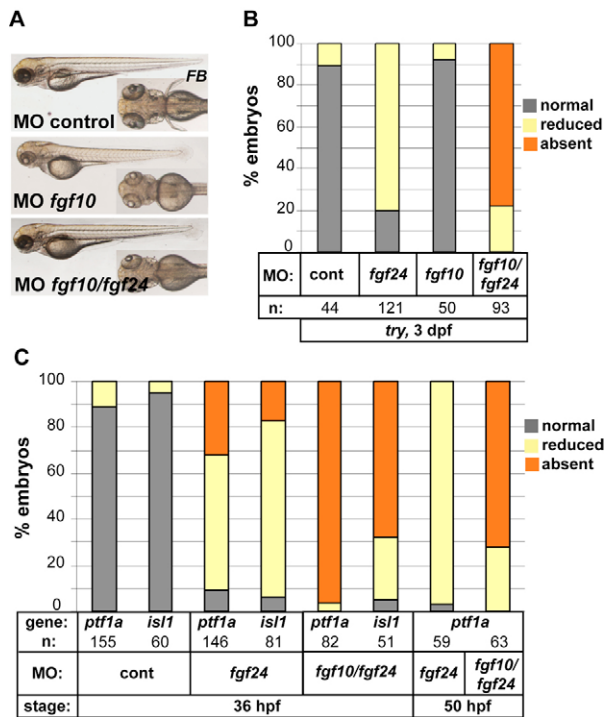 A
FB
MO control
MO fgf10
MO fgf10/fgf24
B
100
80
60
40
20
0
% embryos
normal
reduced
absent
MO: cont fgf24 fgf10 fgf10/fgf24
n: 44 121 50 93
try, 3 dpf
C
100
80
60
40
20
0
% embryos
normal
reduced
absent
gene: ptf1a isl1 ptf1a isl1 ptf1a isl1 ptf1a
n: 155 60 146 81 82 51 59 63
MO: cont fgf24 fgf10/fgf24 fgf24 fgf10/fgf24
stage: 36 hpf 50 hpf